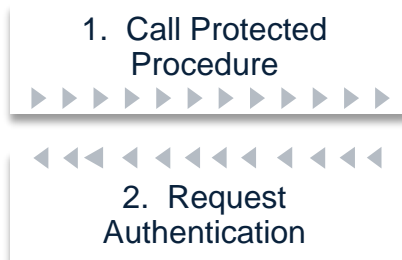 1. Call Protected
Procedure
2. Request
Authentication